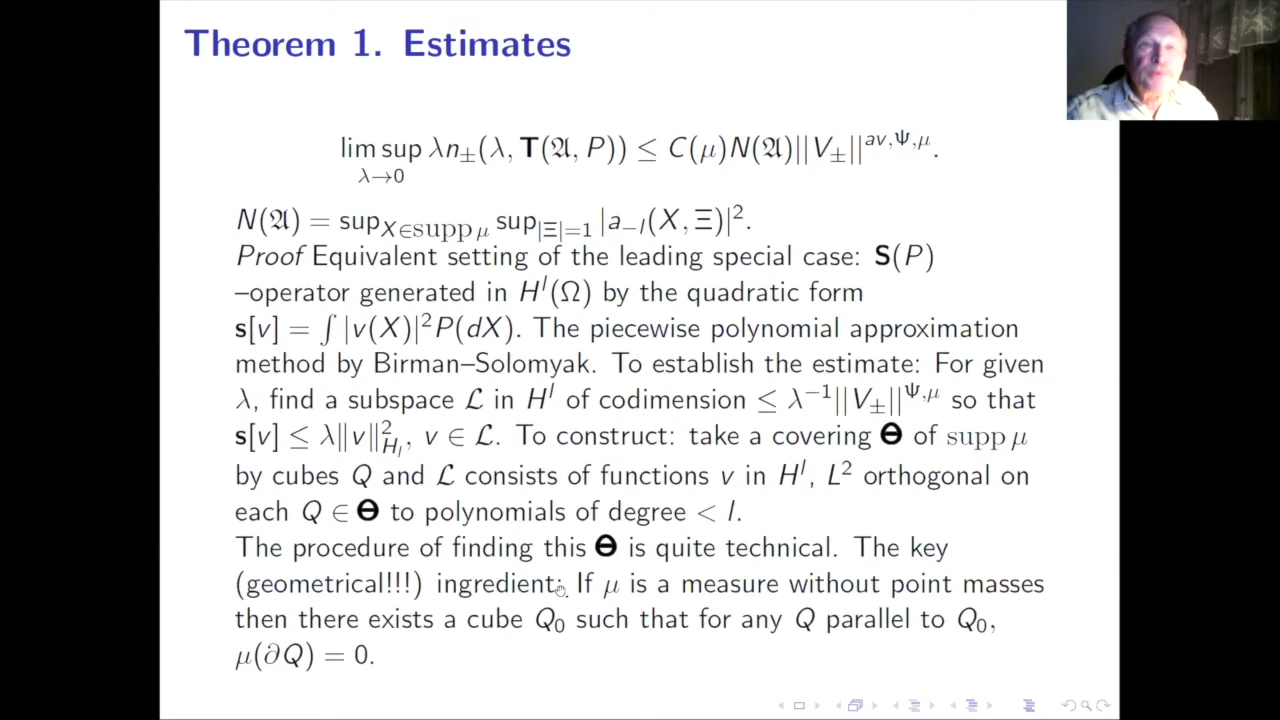 Theorem 1. Estimates
lim sup_{λ→0} λn_±(λ, T(𝔄, P)) ≤ C(μ)N(𝔄)||V_±||^{av,Ψ,μ}.
N(𝔄) = sup_{X∈supp μ} sup_{|Ξ|=1} |a_{−l}(X, Ξ)|².
Proof Equivalent setting of the leading special case: S(P)
–operator generated in H^l(Ω) by the quadratic form
s[v] = ∫ |v(X)|²P(dX). The piecewise polynomial approximation
method by Birman–Solomyak. To establish the estimate: For given
λ, find a subspace ℒ in H^l of codimension ≤ λ^{−1}||V_±||^{Ψ,μ} so that
s[v] ≤ λ‖v‖²_{H_l}, v ∈ ℒ. To construct: take a covering Θ of supp μ
by cubes Q and ℒ consists of functions v in H^l, L² orthogonal on
each Q ∈ Θ to polynomials of degree < l.
The procedure of finding this Θ is quite technical. The key
(geometrical!!!) ingredient: If μ is a measure without point masses
then there exists a cube Q₀ such that for any Q parallel to Q₀,
μ(∂Q) = 0.